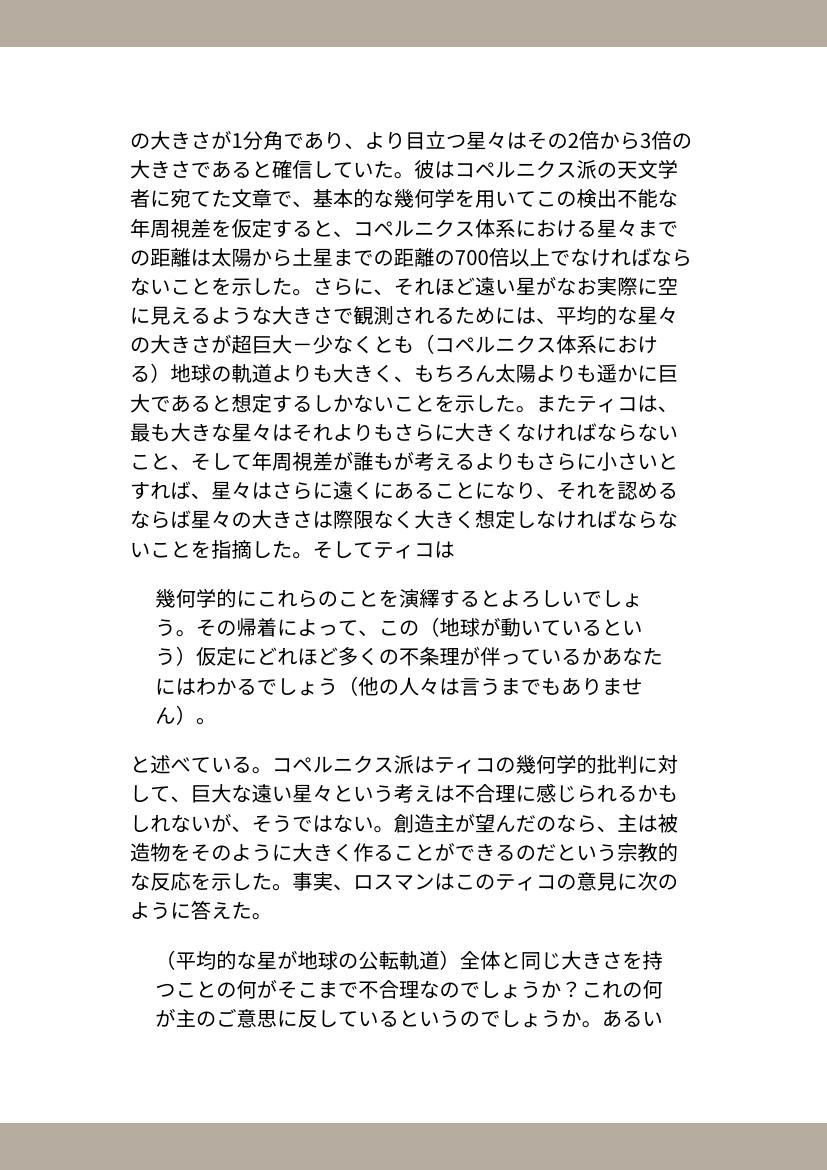 の大きさが1分角であり、より目立つ星々はその2倍から3倍の
大きさであると確信していた。彼はコペルニクス派の天文学
者に宛てた文章で、基本的な幾何学を用いてこの検出不能な
年周視差を仮定すると、コペルニクス体系における星々まで
の距離は太陽から土星までの距離の700倍以上でなければなら
ないことを示した。さらに、それほど遠い星がなお実際に空
に見えるような大きさで観測されるためには、平均的な星々
の大きさが超巨大－少なくとも（コペルニクス体系におけ
る）地球の軌道よりも大きく、もちろん太陽よりも遥かに巨
大であると想定するしかないことを示した。またティコは、
最も大きな星々はそれよりもさらに大きくなければならない
こと、そして年周視差が誰もが考えるよりもさらに小さいと
すれば、星々はさらに遠くにあることになり、それを認める
ならば星々の大きさは際限なく大きく想定しなければならな
いことを指摘した。そしてティコは
幾何学的にこれらのことを演繹するとよろしいでしょ
う。その帰着によって、この（地球が動いているとい
う）仮定にどれほど多くの不条理が伴っているかあなた
にはわかるでしょう（他の人々は言うまでもありませ
ん）。
と述べている。コペルニクス派はティコの幾何学的批判に対
して、巨大な遠い星々という考えは不合理に感じられるかも
しれないが、そうではない。創造主が望んだのなら、主は被
造物をそのように大きく作ることができるのだという宗教的
な反応を示した。事実、ロスマンはこのティコの意見に次の
ように答えた。
（平均的な星が地球の公転軌道）全体と同じ大きさを持
つことの何がそこまで不合理なのでしょうか？これの何
が主のご意思に反しているというのでしょうか。あるい